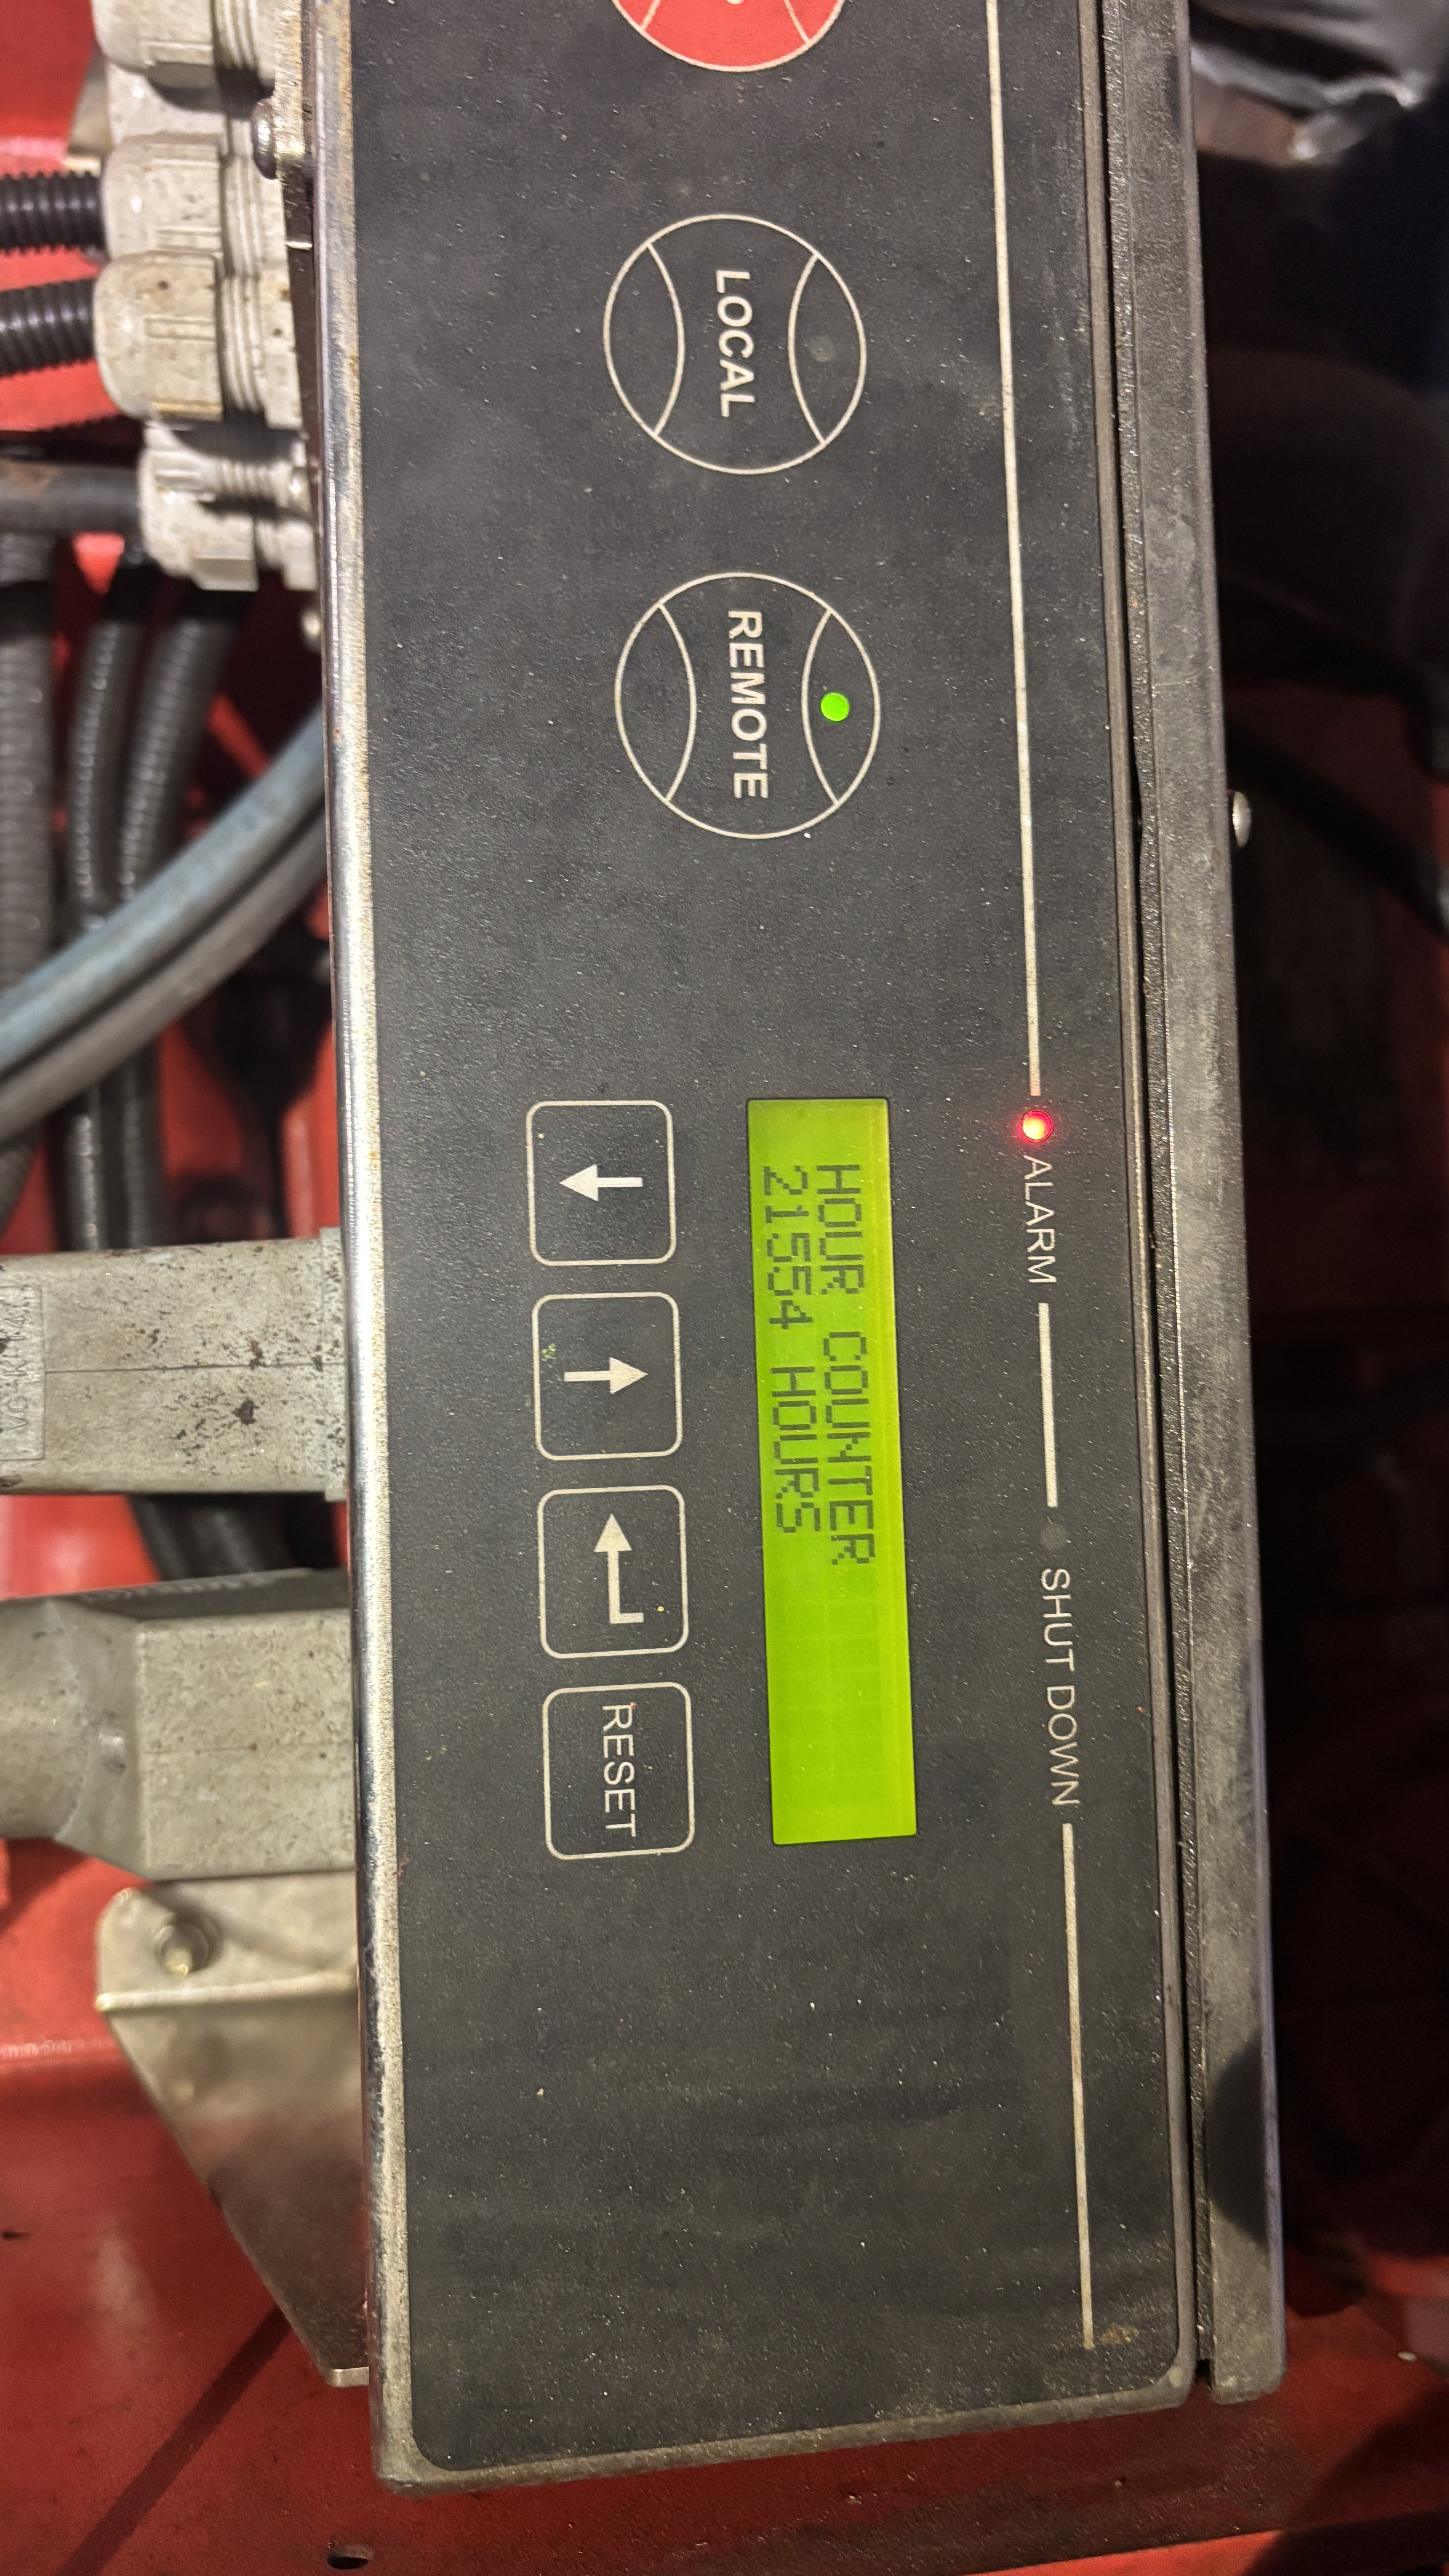 LOCAL
REMOTE
ALARM
SHUT DOWN
HOUR COUNTER
21554 HOURS
RESET